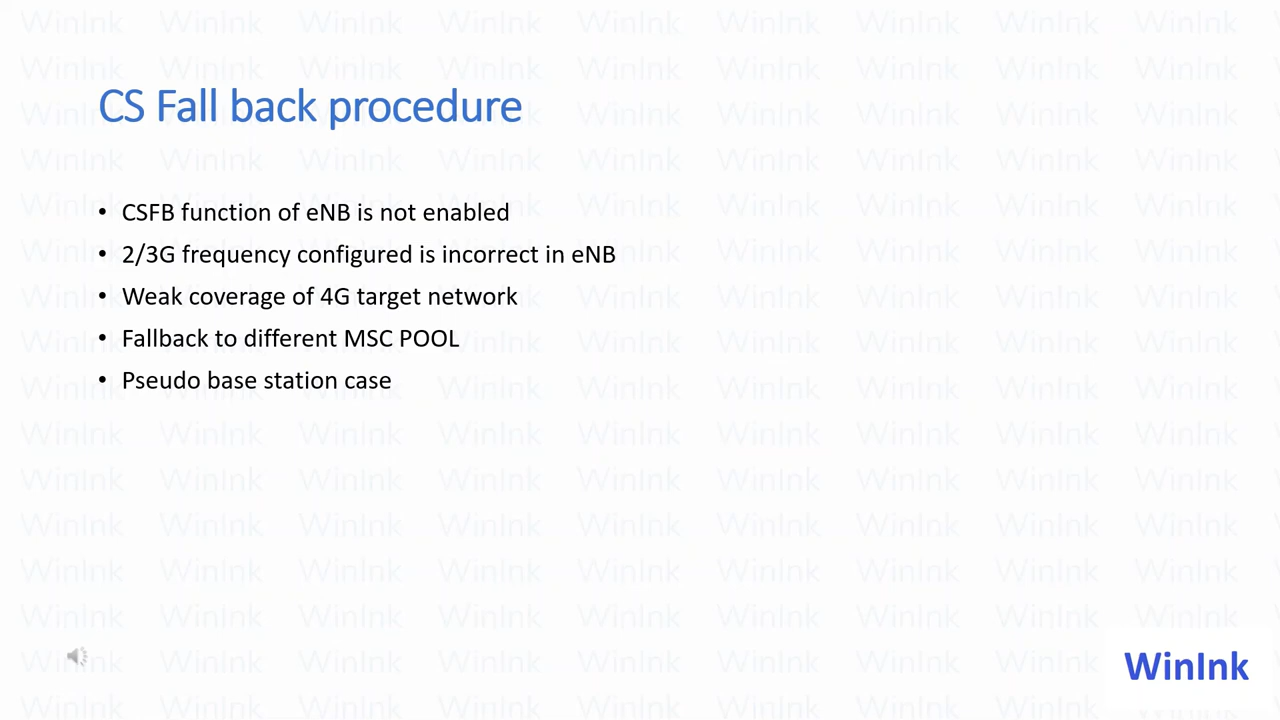 CS Fall back procedure
• CSFB function of eNB is not enabled
• 2/3G frequency configured is incorrect in eNB
• Weak coverage of 4G target network
• Fallback to different MSC POOL
• Pseudo base station case
WinInk